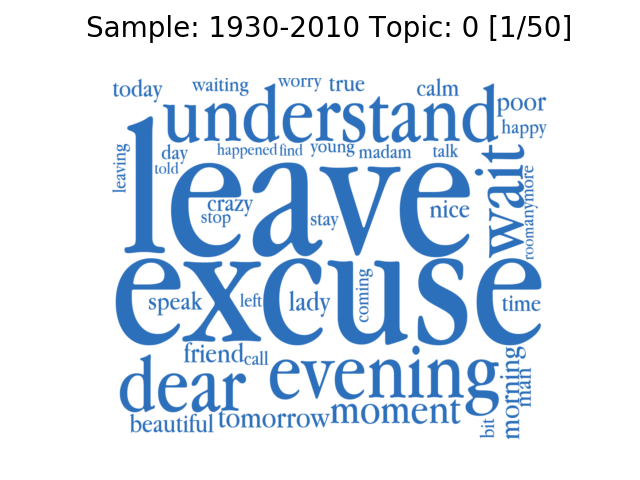 Sample: 1930-2010 Topic: 0 [1/50]
today waiting worry true calm
understand poor
happy
leaving day happened find young madam talk
told
leave wait
crazy
stop stay nice room anymore
excuse
speak left lady coming time
friend call
dear evening morning man
beautiful tomorrow moment bit